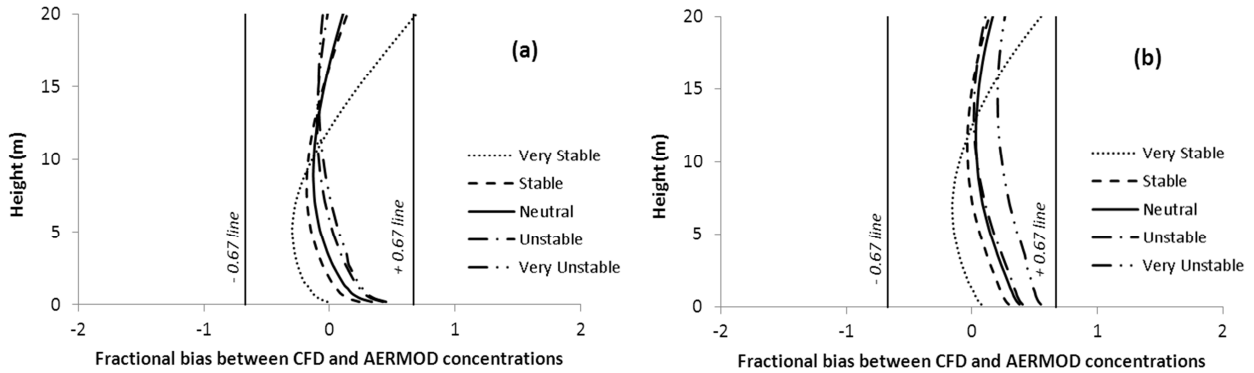 20
15
10
5
0
Height (m)
(a)
Very Stable
Stable
Neutral
Unstable
Very Unstable
- 0.67 line
+ 0.67 line
-2 -1 0 1 2
Fractional bias between CFD and AERMOD concentrations
20
15
10
5
0
Height (m)
(b)
Very Stable
Stable
Neutral
Unstable
Very Unstable
- 0.67 line
+ 0.67 line
-2 -1 0 1 2
Fractional bias between CFD and AERMOD concentrations